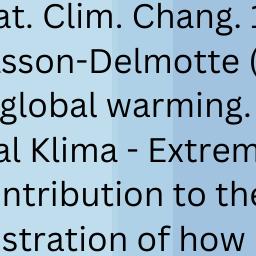 at. Clim. Chang. 1
sson-Delmotte (
global warming.
al Klima - Extrem
ntribution to the
stration of how